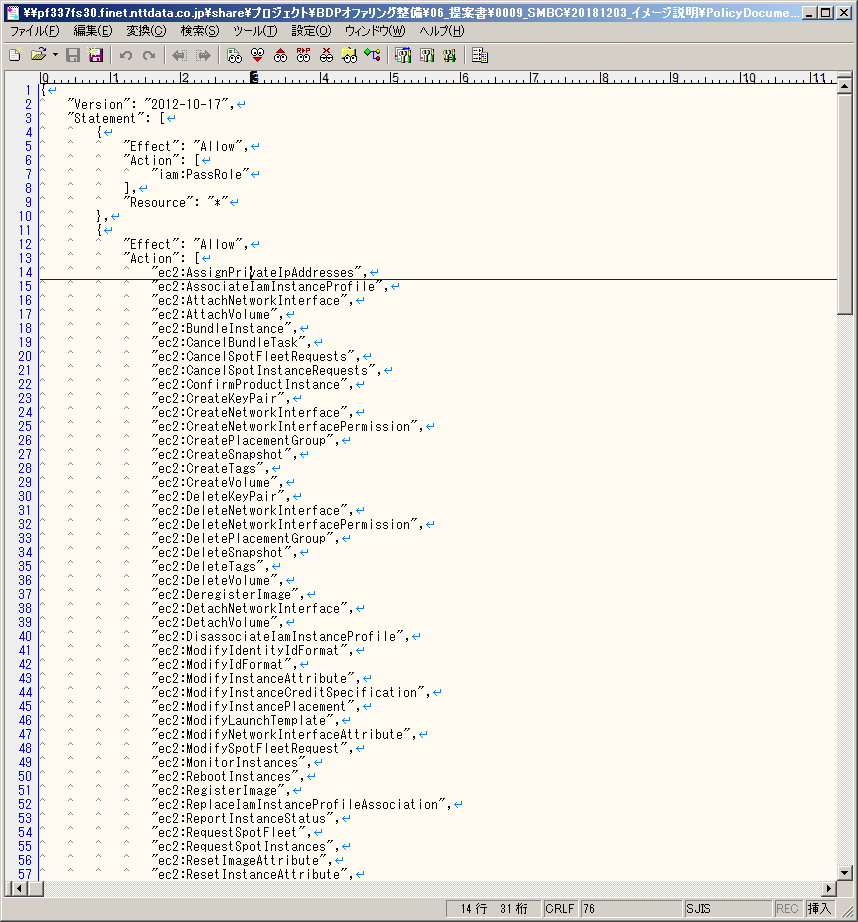 ¥¥pf337fs30.finet.nttdata.co.jp¥share¥プロジェクト¥BDPオファリング整備¥06_提案書¥0009_SMBC¥20181203_イメージ説明¥PolicyDocume...
ファイル(F) 編集(E) 変換(C) 検索(S) ツール(T) 設定(O) ウィンドウ(W) ヘルプ(H)
0 1 2 3 4 5 6 7 8 9 10 11
1 {
2 "Version": "2012-10-17",
3 "Statement": [
4 {
5 "Effect": "Allow",
6 "Action": [
7 "iam:PassRole"
8 ],
9 "Resource": "*"
10 },
11 {
12 "Effect": "Allow",
13 "Action": [
14 "ec2:AssignPrivateIpAddresses",
15 "ec2:AssociateIamInstanceProfile",
16 "ec2:AttachNetworkInterface",
17 "ec2:AttachVolume",
18 "ec2:BundleInstance",
19 "ec2:CancelBundleTask",
20 "ec2:CancelSpotFleetRequests",
21 "ec2:CancelSpotInstanceRequests",
22 "ec2:ConfirmProductInstance",
23 "ec2:CreateKeyPair",
24 "ec2:CreateNetworkInterface",
25 "ec2:CreateNetworkInterfacePermission",
26 "ec2:CreatePlacementGroup",
27 "ec2:CreateSnapshot",
28 "ec2:CreateTags",
29 "ec2:CreateVolume",
30 "ec2:DeleteKeyPair",
31 "ec2:DeleteNetworkInterface",
32 "ec2:DeleteNetworkInterfacePermission",
33 "ec2:DeletePlacementGroup",
34 "ec2:DeleteSnapshot",
35 "ec2:DeleteTags",
36 "ec2:DeleteVolume",
37 "ec2:DeregisterImage",
38 "ec2:DetachNetworkInterface",
39 "ec2:DetachVolume",
40 "ec2:DisassociateIamInstanceProfile",
41 "ec2:ModifyIdentityIdFormat",
42 "ec2:ModifyIdFormat",
43 "ec2:ModifyInstanceAttribute",
44 "ec2:ModifyInstanceCreditSpecification",
45 "ec2:ModifyInstancePlacement",
46 "ec2:ModifyLaunchTemplate",
47 "ec2:ModifyNetworkInterfaceAttribute",
48 "ec2:ModifySpotFleetRequest",
49 "ec2:MonitorInstances",
50 "ec2:RebootInstances",
51 "ec2:RegisterImage",
52 "ec2:ReplaceIamInstanceProfileAssociation",
53 "ec2:ReportInstanceStatus",
54 "ec2:RequestSpotFleet",
55 "ec2:RequestSpotInstances",
56 "ec2:ResetImageAttribute",
57 "ec2:ResetInstanceAttribute",
14 行 31 桁 CRLF 76 SJIS REC 挿入